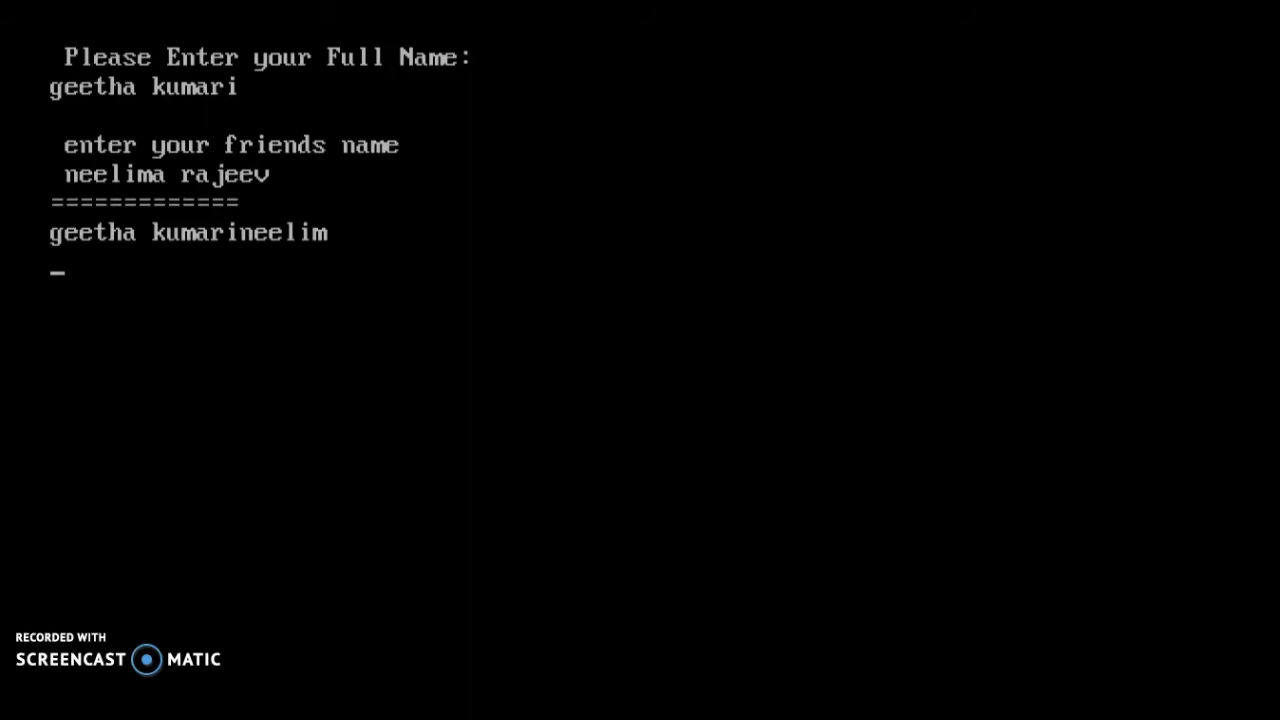 Please Enter your Full Name:
geetha kumari
enter your friends name
neelima rajeev
=============
geetha kumarineelim
_
RECORDED WITH
SCREENCAST MATIC